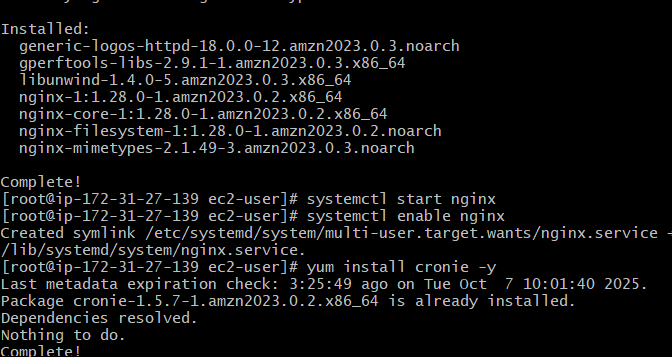 Installed:
generic-logos-httpd-18.0.0-12.amzn2023.0.3.noarch
gperftools-libs-2.9.1-1.amzn2023.0.3.x86_64
libunwind-1.4.0-5.amzn2023.0.3.x86_64
nginx-1:1.28.0-1.amzn2023.0.2.x86_64
nginx-core-1:1.28.0-1.amzn2023.0.2.x86_64
nginx-filesystem-1:1.28.0-1.amzn2023.0.2.noarch
nginx-mimetypes-2.1.49-3.amzn2023.0.3.noarch
Complete!
[root@ip-172-31-27-139 ec2-user]# systemctl start nginx
[root@ip-172-31-27-139 ec2-user]# systemctl enable nginx
Created symlink /etc/systemd/system/multi-user.target.wants/nginx.service
/lib/systemd/system/nginx.service.
[root@ip-172-31-27-139 ec2-user]# yum install cronie -y
Last metadata expiration check: 3:25:49 ago on Tue Oct  7 10:01:40 2025.
Package cronie-1.5.7-1.amzn2023.0.2.x86_64 is already installed.
Dependencies resolved.
Nothing to do.
Complete!